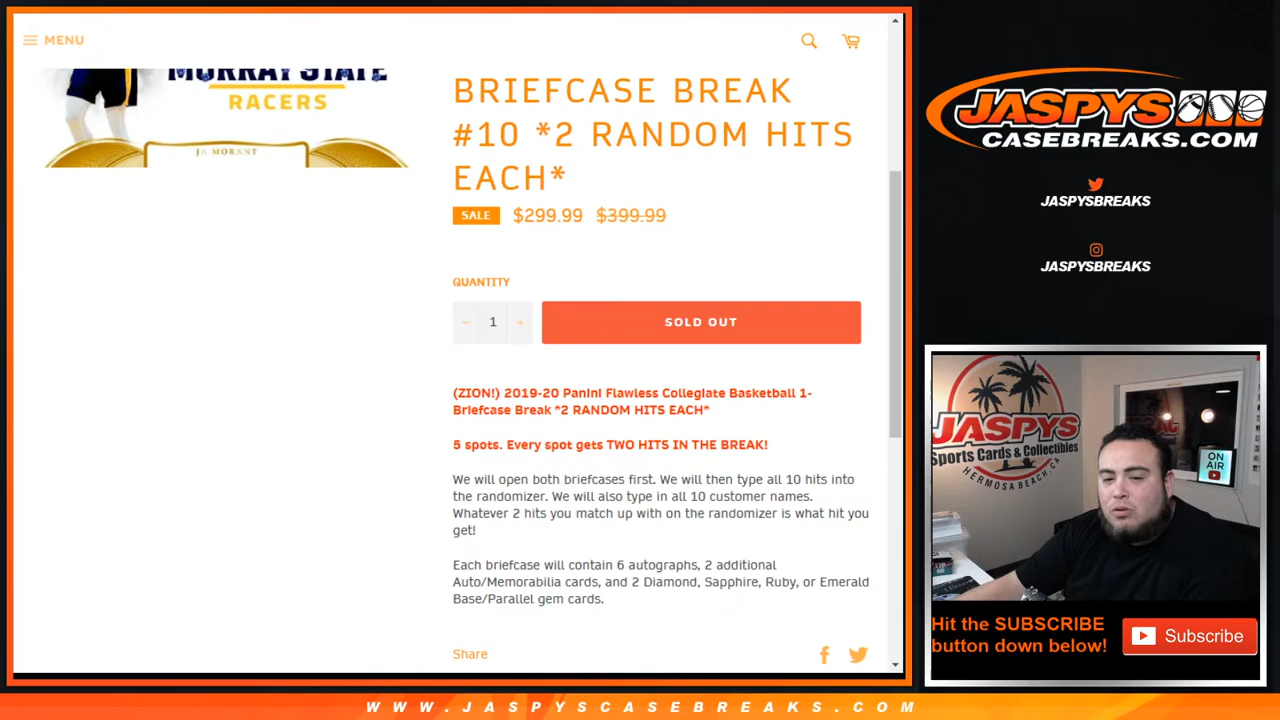 MENU
MURRAY STATE
RACERS
JA MORANT
BRIEFCASE BREAK
#10 *2 RANDOM HITS
EACH*
SALE $299.99 $399.99
QUANTITY
− 1 + SOLD OUT
(ZION!) 2019-20 Panini Flawless Collegiate Basketball 1-
Briefcase Break *2 RANDOM HITS EACH*
5 spots. Every spot gets TWO HITS IN THE BREAK!
We will open both briefcases first. We will then type all 10 hits into
the randomizer. We will also type in all 10 customer names.
Whatever 2 hits you match up with on the randomizer is what hit you
get!
Each briefcase will contain 6 autographs, 2 additional
Auto/Memorabilia cards, and 2 Diamond, Sapphire, Ruby, or Emerald
Base/Parallel gem cards.
Share
JASPYS
CASEBREAKS.COM
JASPYSBREAKS
JASPYSBREAKS
JASPYS
Sports Cards & Collectibles
HERMOSA BEACH, CA
ON
AIR
Hit the SUBSCRIBE
button down below!
Subscribe
WWW.JASPYSCASEBREAKS.COM